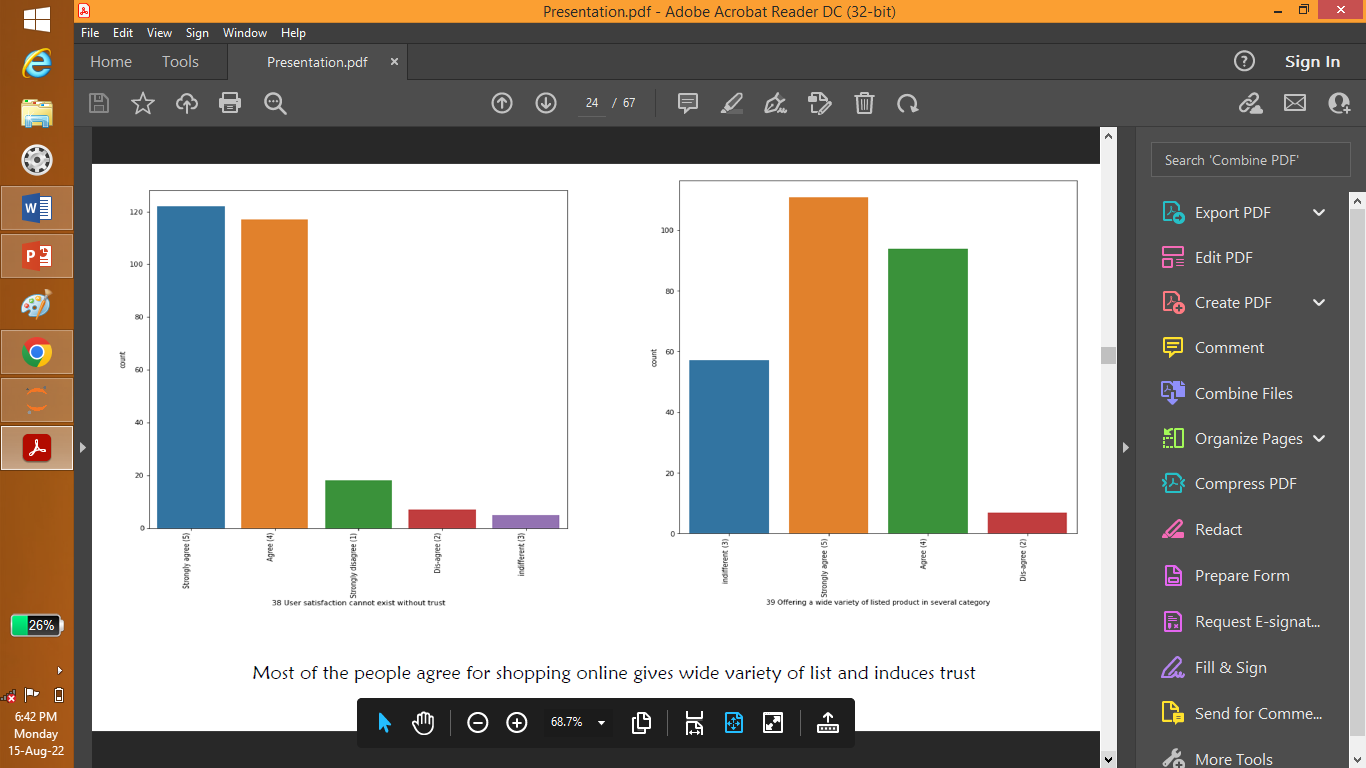 Presentation.pdf - Adobe Acrobat Reader DC (32-bit)
File Edit View Sign Window Help
Home Tools Presentation.pdf × ? Sign In
24 / 67
Search 'Combine PDF'
Export PDF
Edit PDF
Create PDF
Comment
Combine Files
Organize Pages
Compress PDF
Redact
Prepare Form
Request E-signat...
Fill & Sign
Send for Comme...
More Tools
120
100
80
60
40
20
0
count
Strongly agree (5)
Agree (4)
Strongly disagree (1)
Dis-agree (2)
indifferent (3)
38 User satisfaction cannot exist without trust
100
80
60
40
20
0
count
indifferent (3)
Strongly agree (5)
Agree (4)
Dis-agree (2)
39 Offering a wide variety of listed product in several category
Most of the people agree for shopping online gives wide variety of list and induces trust
68.7%
26%
6:42 PM
Monday
15-Aug-22